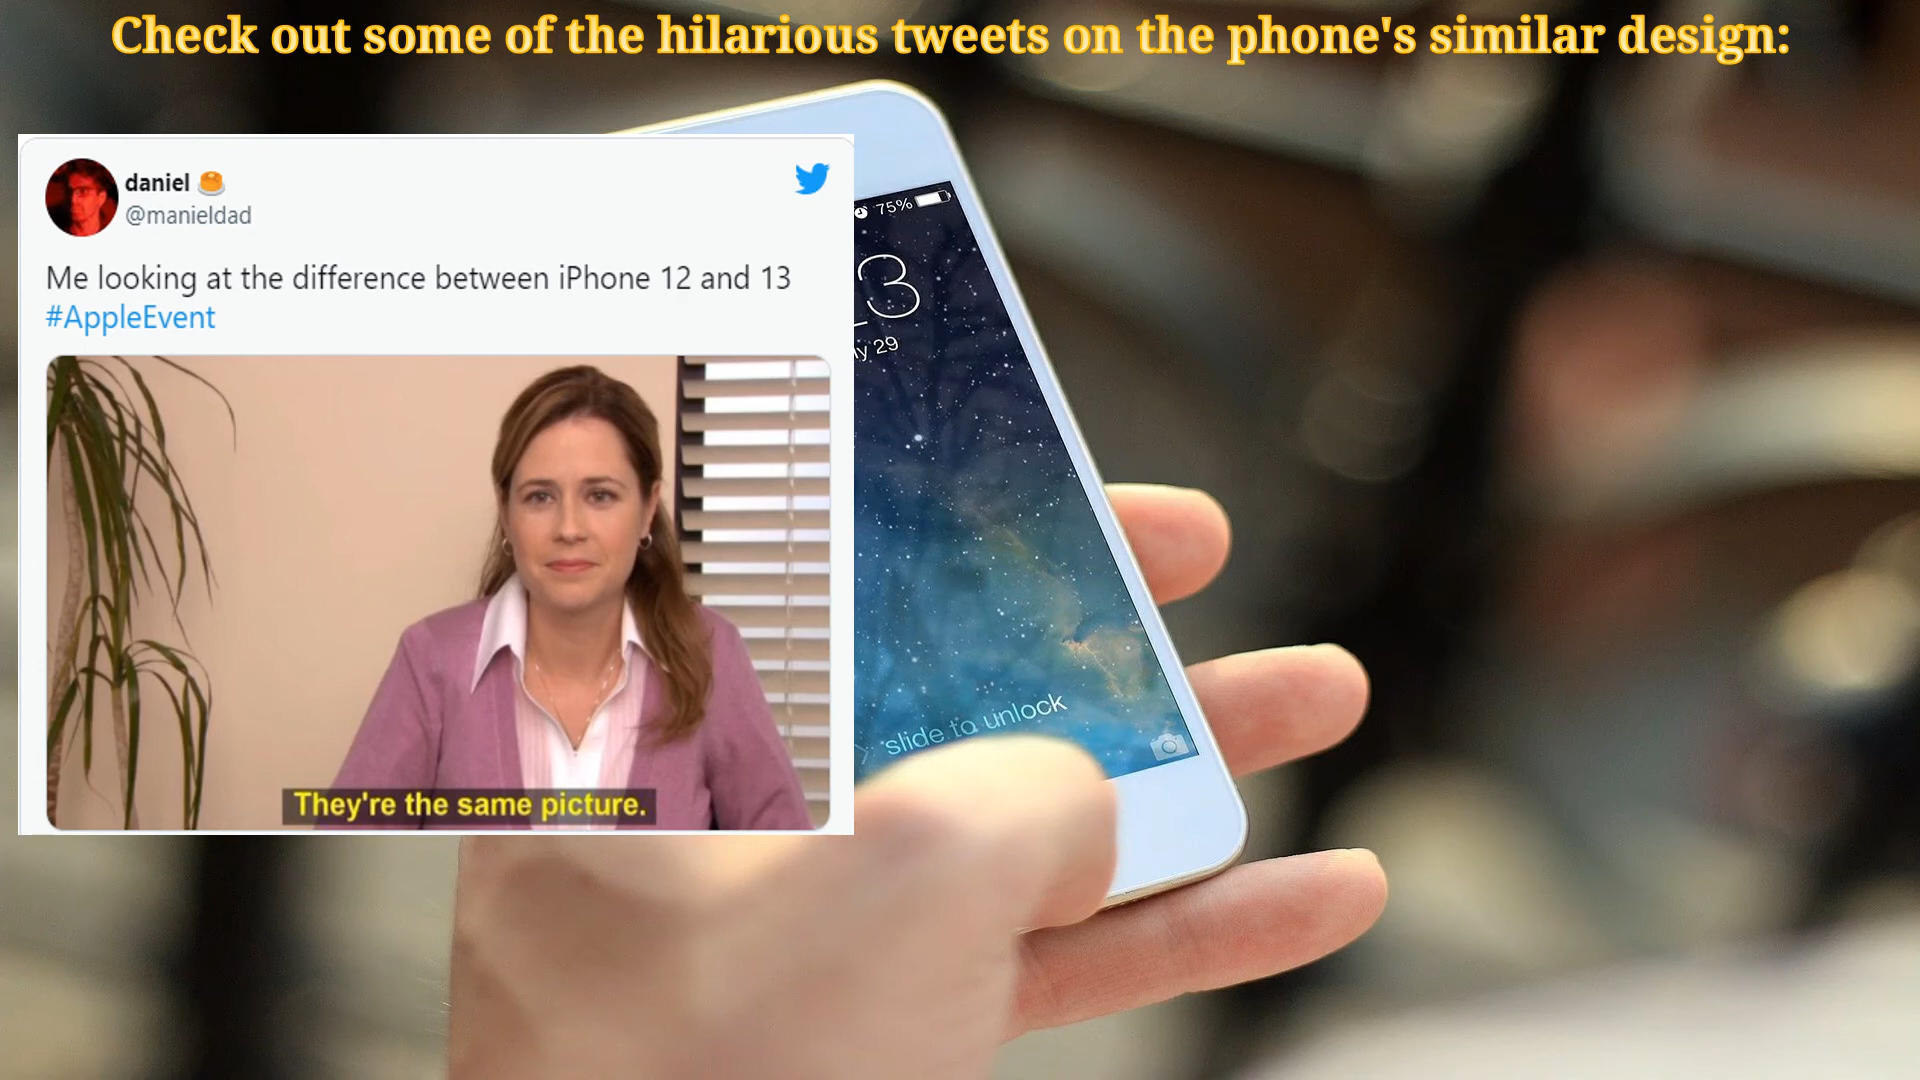 Check out some of the hilarious tweets on the phone's similar design:
daniel
@manieldad
Me looking at the difference between iPhone 12 and 13
#AppleEvent
They're the same picture.
75%
3
29
slide to unlock